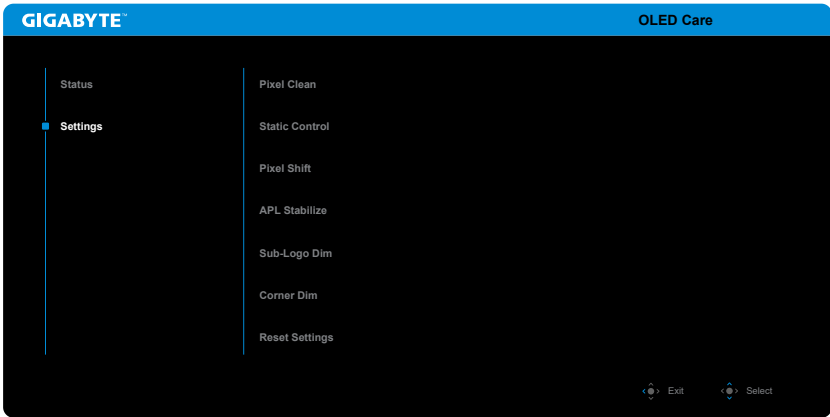 GIGABYTE™
OLED Care
Status
Settings
Pixel Clean
Static Control
Pixel Shift
APL Stabilize
Sub-Logo Dim
Corner Dim
Reset Settings
Exit
Select